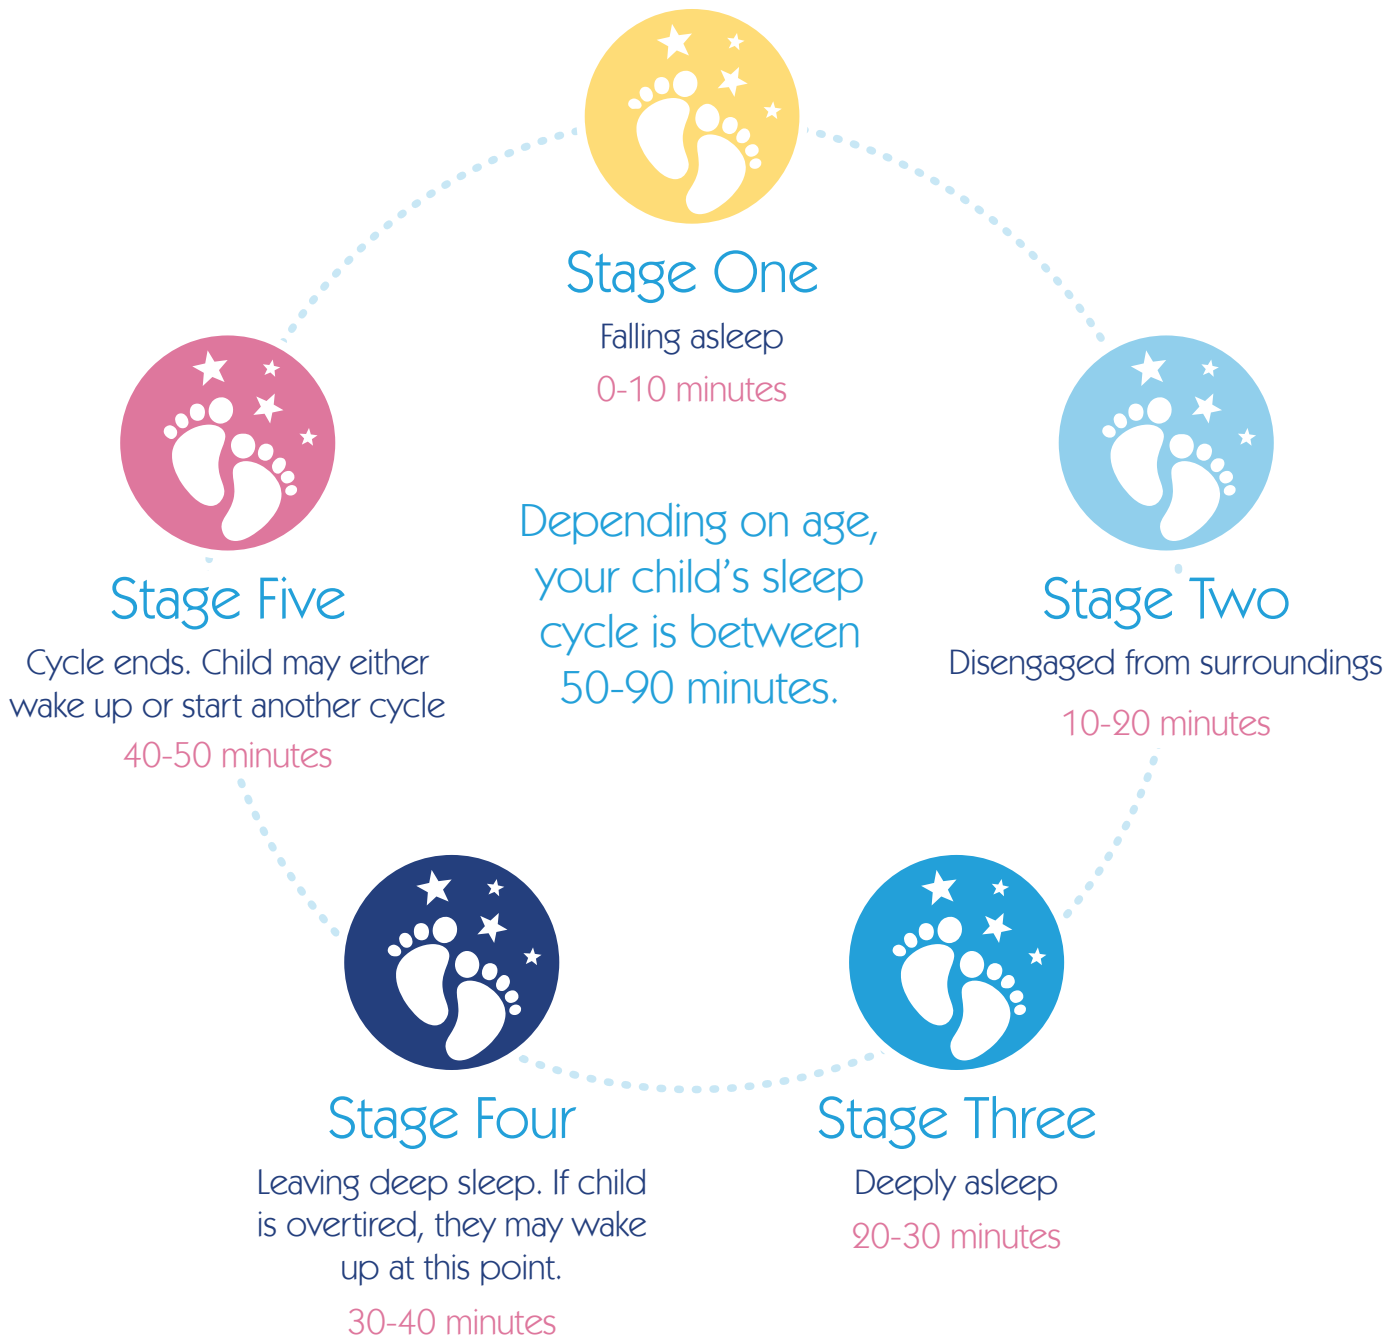 Stage One
Falling asleep
0-10 minutes
Stage Two
Disengaged from surroundings
10-20 minutes
Stage Three
Deeply asleep
20-30 minutes
Stage Four
Leaving deep sleep. If child
is overtired, they may wake
up at this point.
30-40 minutes
Stage Five
Cycle ends. Child may either
wake up or start another cycle
40-50 minutes
Depending on age,
your child's sleep
cycle is between
50-90 minutes.